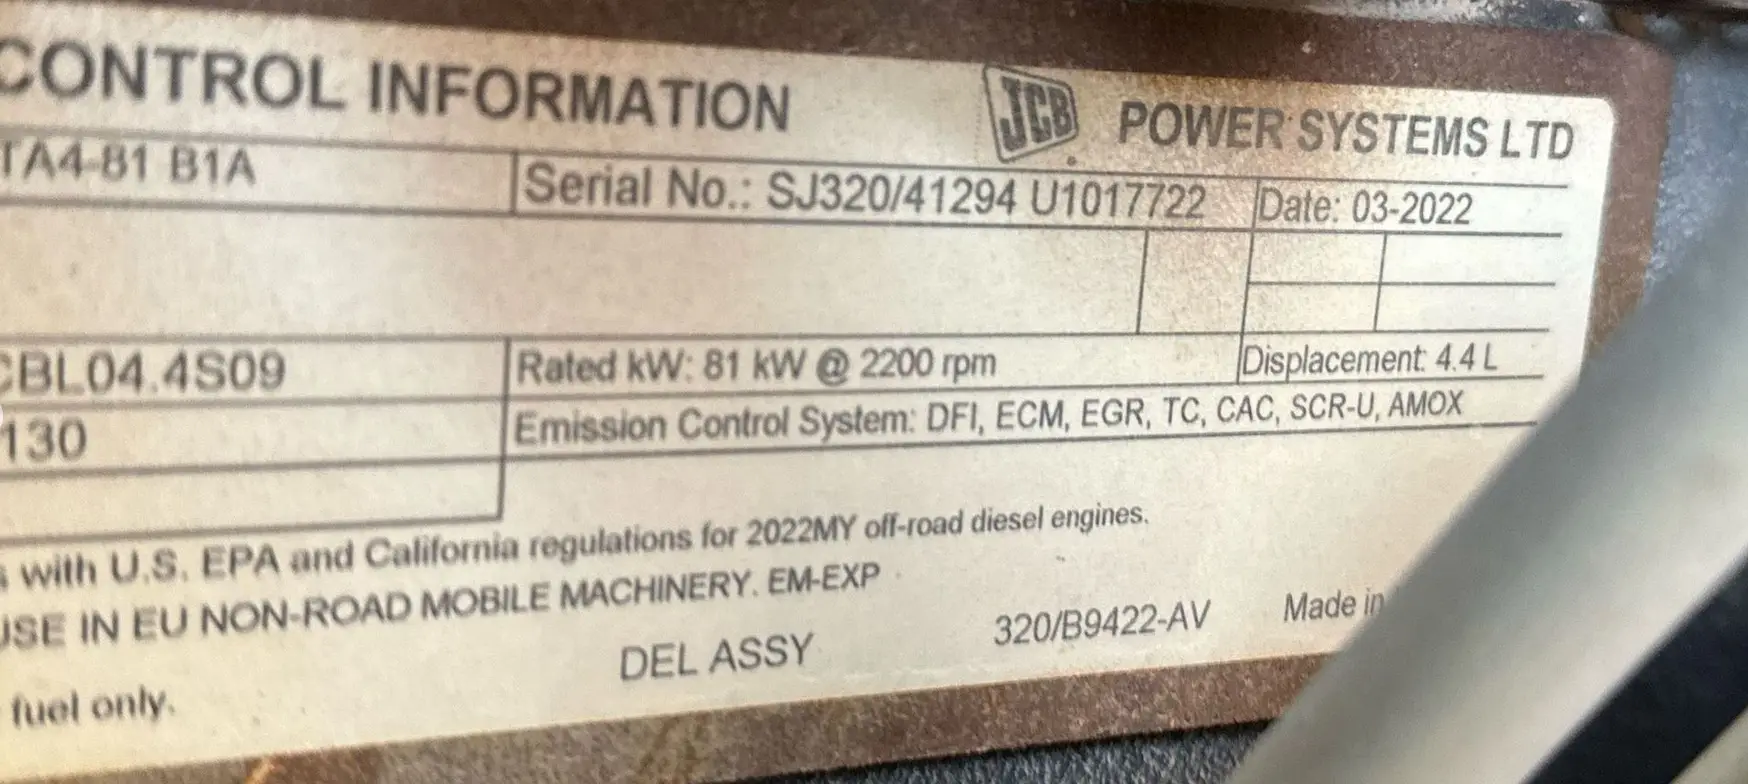 CONTROL INFORMATION JCB POWER SYSTEMS LTD
TA4-81 B1A Serial No.: SJ320/41294 U1017722 Date: 03-2022
CBL04.4S09 Rated kW: 81 kW @ 2200 rpm Displacement: 4.4 L
130 Emission Control System: DFI, ECM, EGR, TC, CAC, SCR-U, AMOX
with U.S. EPA and California regulations for 2022MY off-road diesel engines.
USE IN EU NON-ROAD MOBILE MACHINERY. EM-EXP
DEL ASSY 320/B9422-AV Made in
fuel only.